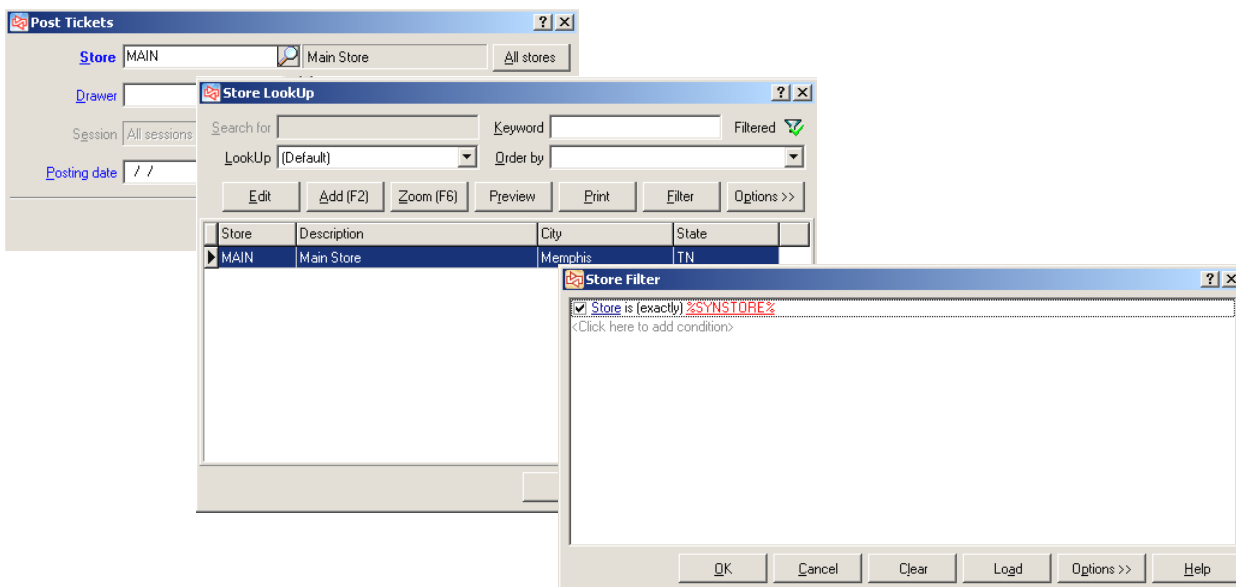 Post Tickets
Store MAIN Main Store All stores
Drawer
Session All sessions
Posting date / /
Store LookUp
Search for Keyword Filtered
LookUp (Default) Order by
Edit Add (F2) Zoom (F6) Preview Print Filter Options >>
Store Description City State
MAIN Main Store Memphis TN
Store Filter
Store is (exactly) %SYNSTORE%
<Click here to add condition>
OK Cancel Clear Load Options >> Help